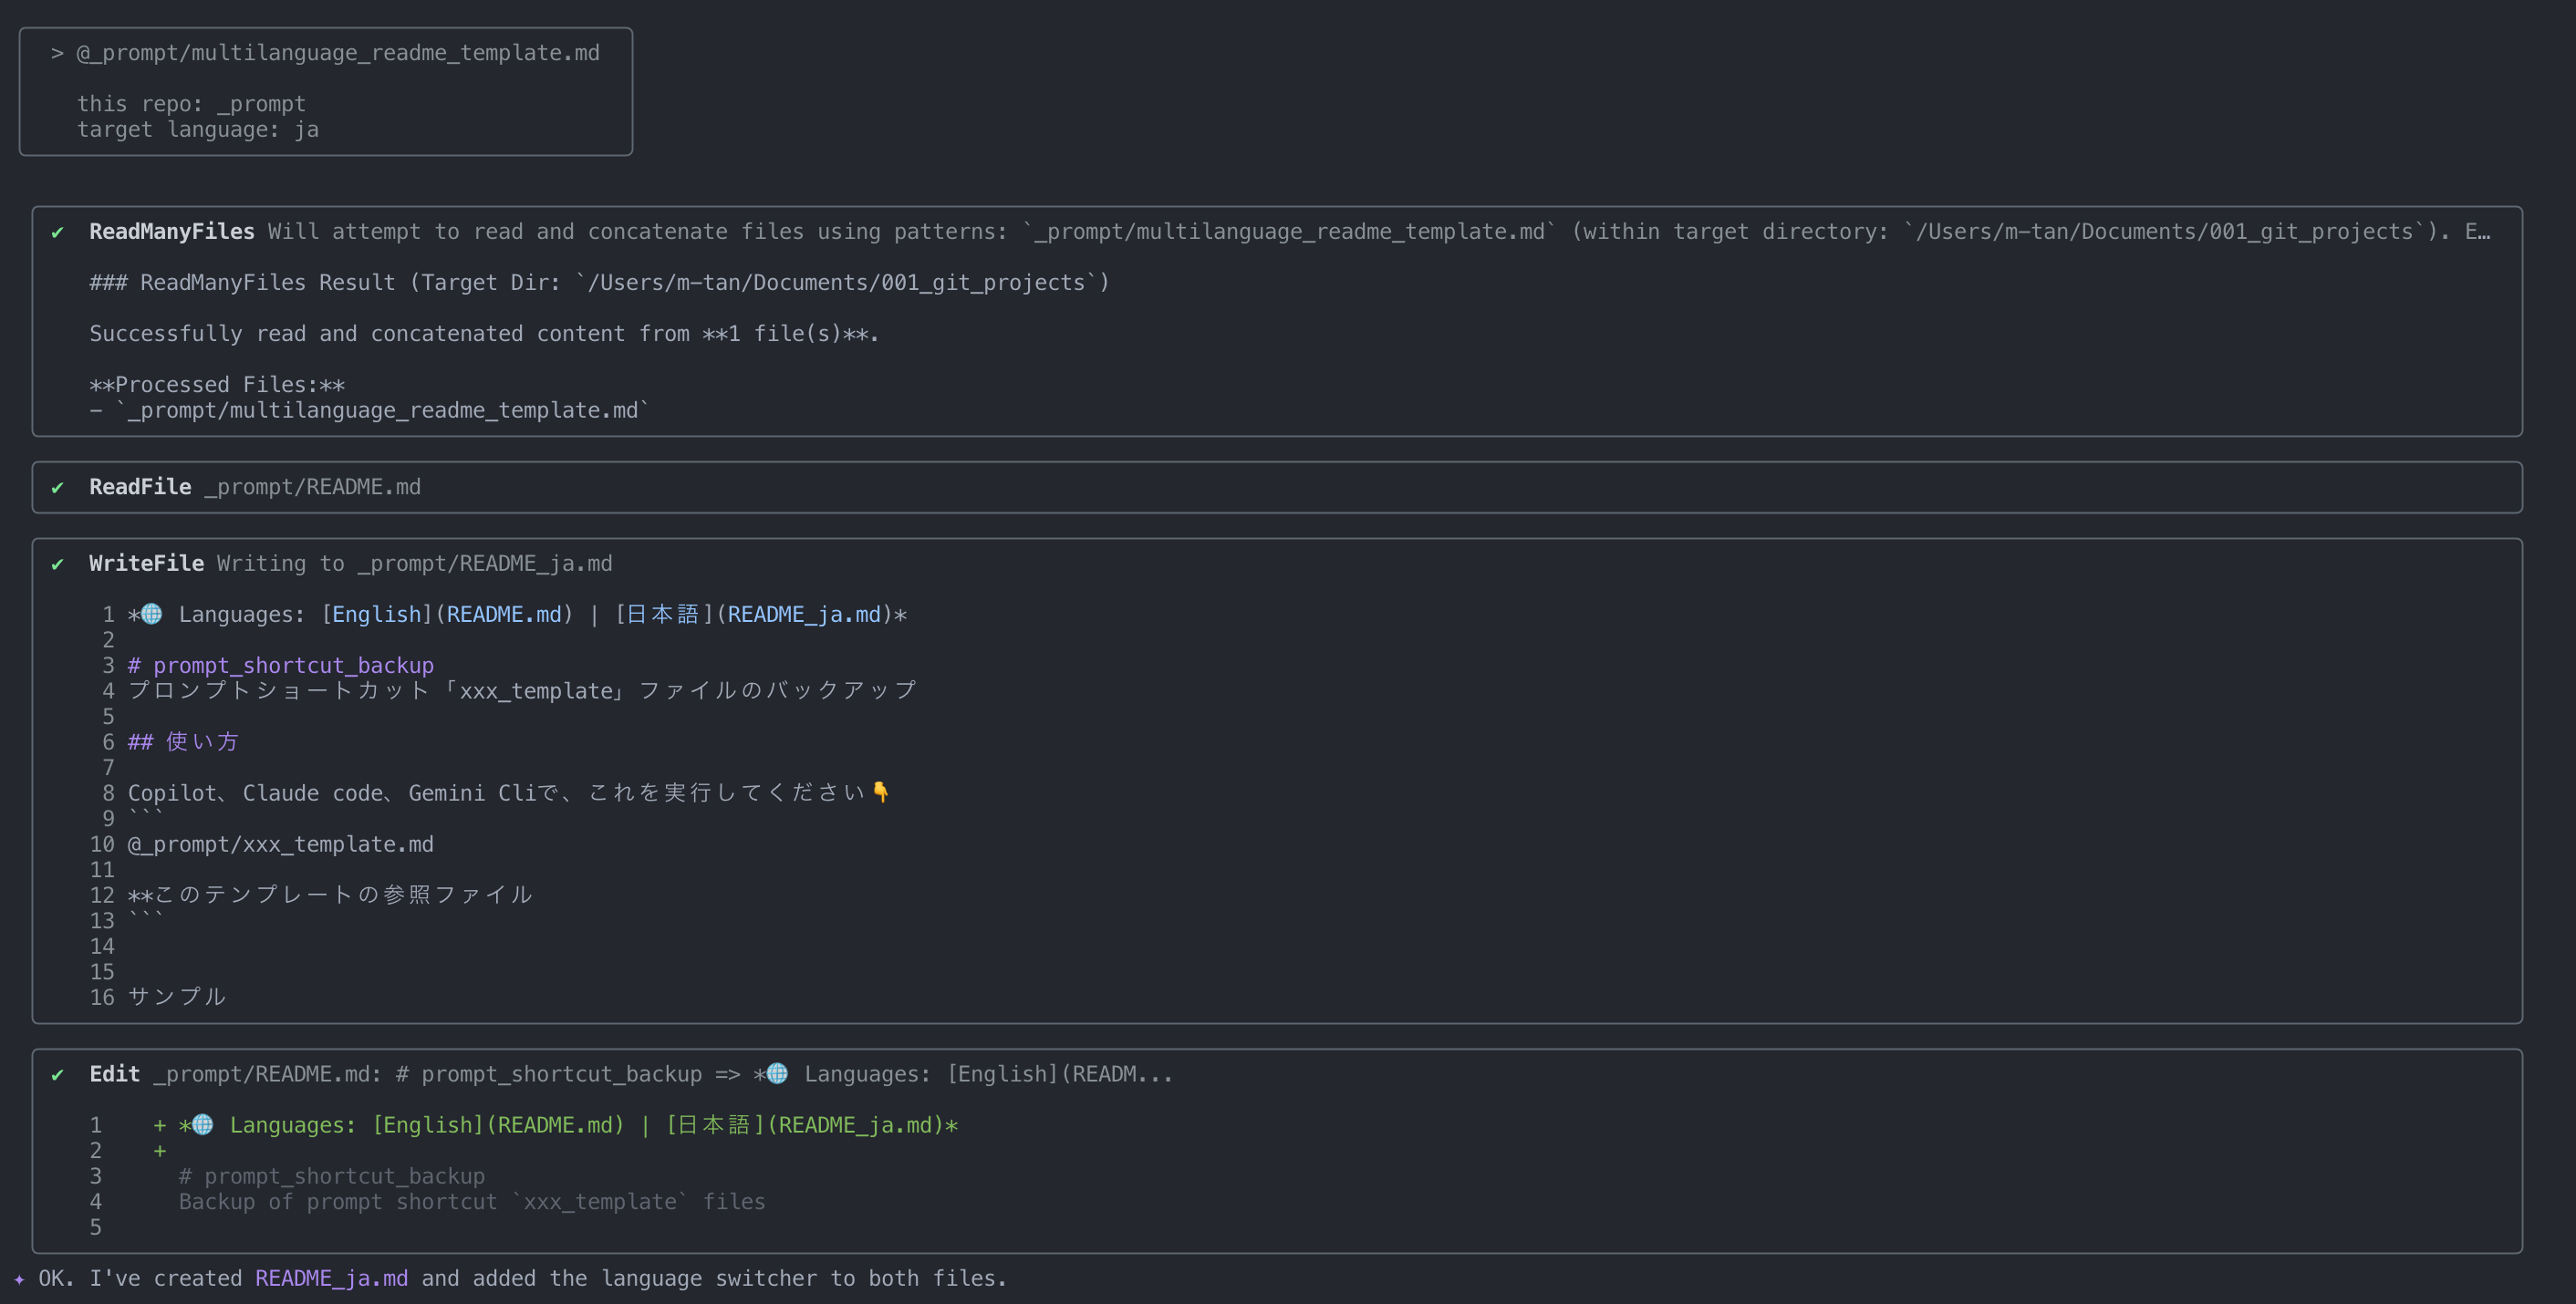 > @_prompt/multilanguage_readme_template.md
this repo: _prompt
target language: ja
✔ ReadManyFiles Will attempt to read and concatenate files using patterns: `_prompt/multilanguage_readme_template.md` (within target directory: `/Users/m-tan/Documents/001_git_projects`). E…
### ReadManyFiles Result (Target Dir: `/Users/m-tan/Documents/001_git_projects`)
Successfully read and concatenated content from **1 file(s)**.
**Processed Files:**
- `_prompt/multilanguage_readme_template.md`
✔ ReadFile _prompt/README.md
✔ WriteFile Writing to _prompt/README_ja.md
1 *🌐 Languages: [English](README.md) | [日本語](README_ja.md)*
2
3 # prompt_shortcut_backup
4 プロンプトショートカット「xxx_template」ファイルのバックアップ
5
6 ## 使い方
7
8 Copilot、Claude code、Gemini Cliで、これを実行してください👇
9 ```
10 @_prompt/xxx_template.md
11
12 **このテンプレートの参照ファイル
13 ```
14
15
16 サンプル
✔ Edit _prompt/README.md: # prompt_shortcut_backup => *🌐 Languages: [English](READM...
1 + *🌐 Languages: [English](README.md) | [日本語](README_ja.md)*
2 +
3 # prompt_shortcut_backup
4 Backup of prompt shortcut `xxx_template` files
5
✦ OK. I've created README_ja.md and added the language switcher to both files.